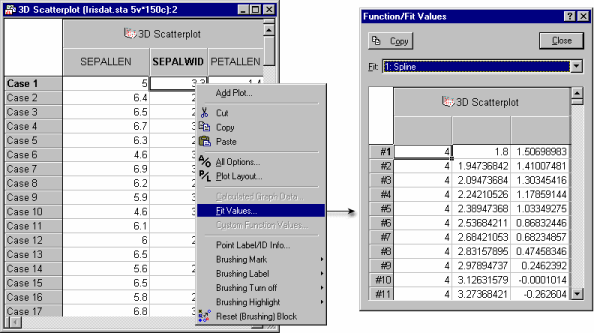 3D Scatterplot (Irisdat.sta 5v*150c):2
3D Scatterplot
SEPALLEN SEPALWID PETALLEN
Case 1 5 3.3 1.4
Case 2 6.4 2
Case 3 6.5 2
Case 4 6.7 3
Case 5 6.3 2
Case 6 4.6 3
Case 7 6.9 3
Case 8 6.2 2
Case 9 5.9 3
Case 10 4.6 3
Case 11 6.1
Case 12 6 2
Case 13 6.5
Case 14 5.6 2
Case 15 6.5
Case 16 5.8 2
Case 17 6.8 3
Add Plot...
Cut
Copy
Paste
All Options...
Plot Layout...
Calculated Graph Data...
Fit Values...
Custom Function Values...
Point Label/ID Info...
Brushing Mark
Brushing Label
Brushing Turn off
Brushing Highlight
Reset (Brushing) Block
Function/Fit Values
Copy Close
Fit: 1: Spline
3D Scatterplot
#1 4 1.8 1.50698983
#2 4 1.94736842 1.41007481
#3 4 2.09473684 1.30345416
#4 4 2.24210526 1.17859144
#5 4 2.38947368 1.03349275
#6 4 2.53684211 0.86832446
#7 4 2.68421053 0.68234857
#8 4 2.83157895 0.47458346
#9 4 2.97894737 0.2462392
#10 4 3.12631579 -0.0001014
#11 4 3.27368421 -0.262604